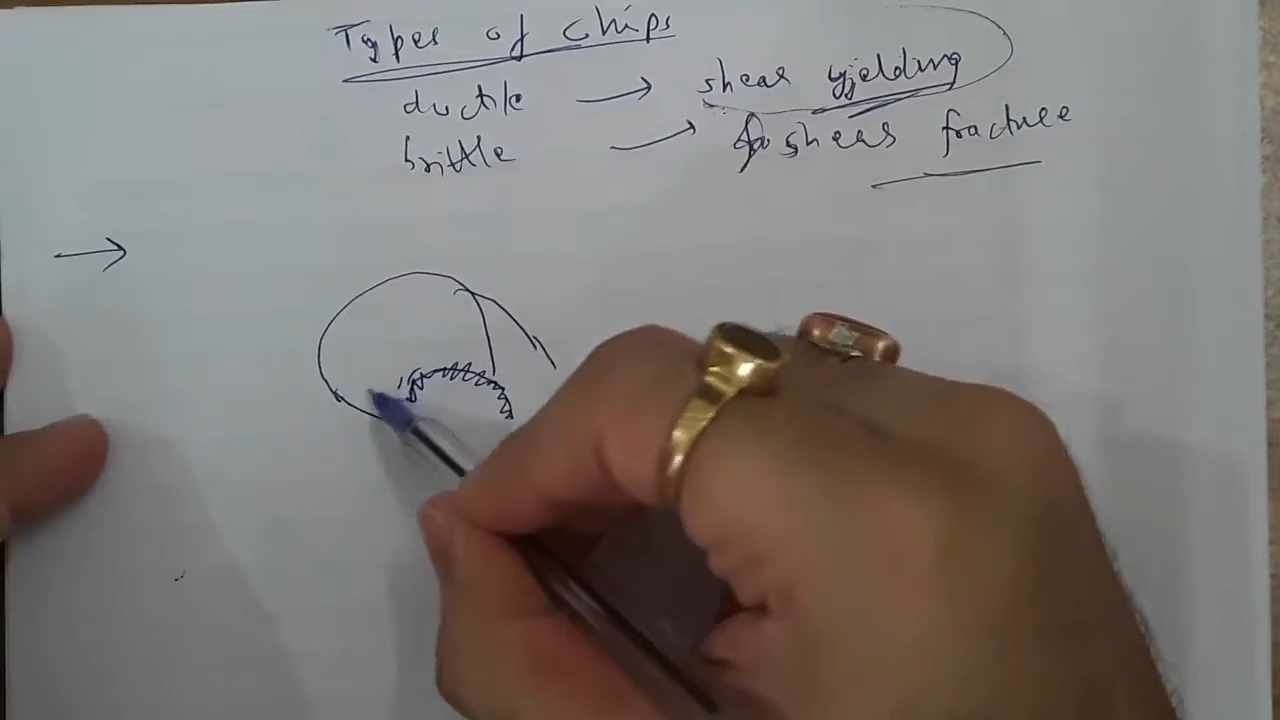 Types of chips
ductile → shear yielding
brittle → shear fracture